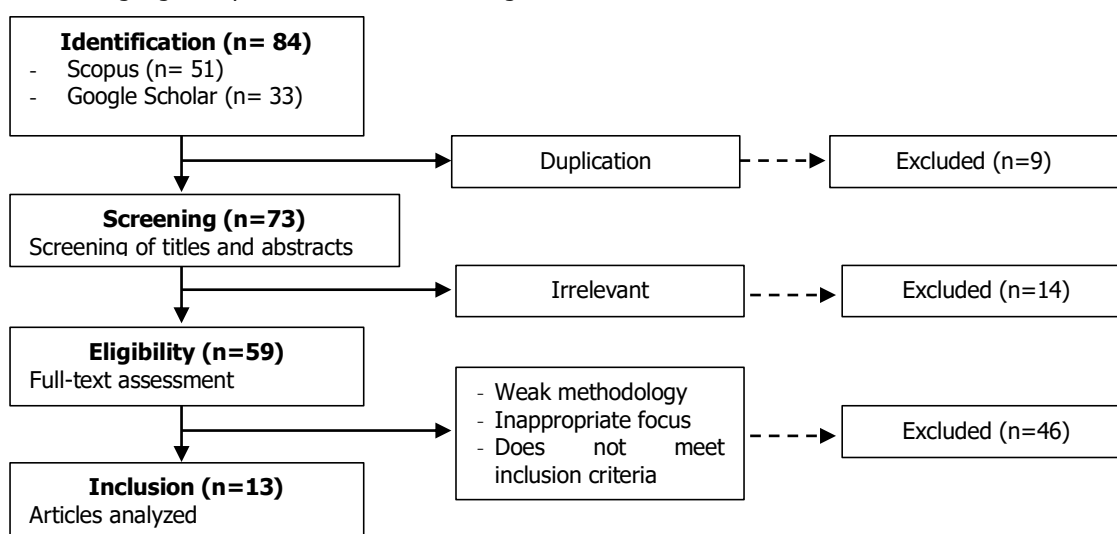 Identification (n= 84)
- Scopus (n= 51)
- Google Scholar (n= 33)
Duplication
Excluded (n=9)
Screening (n=73)
Screening of titles and abstracts
Irrelevant
Excluded (n=14)
Eligibility (n=59)
Full-text assessment
- Weak methodology
- Inappropriate focus
- Does not meet
inclusion criteria
Excluded (n=46)
Inclusion (n=13)
Articles analyzed